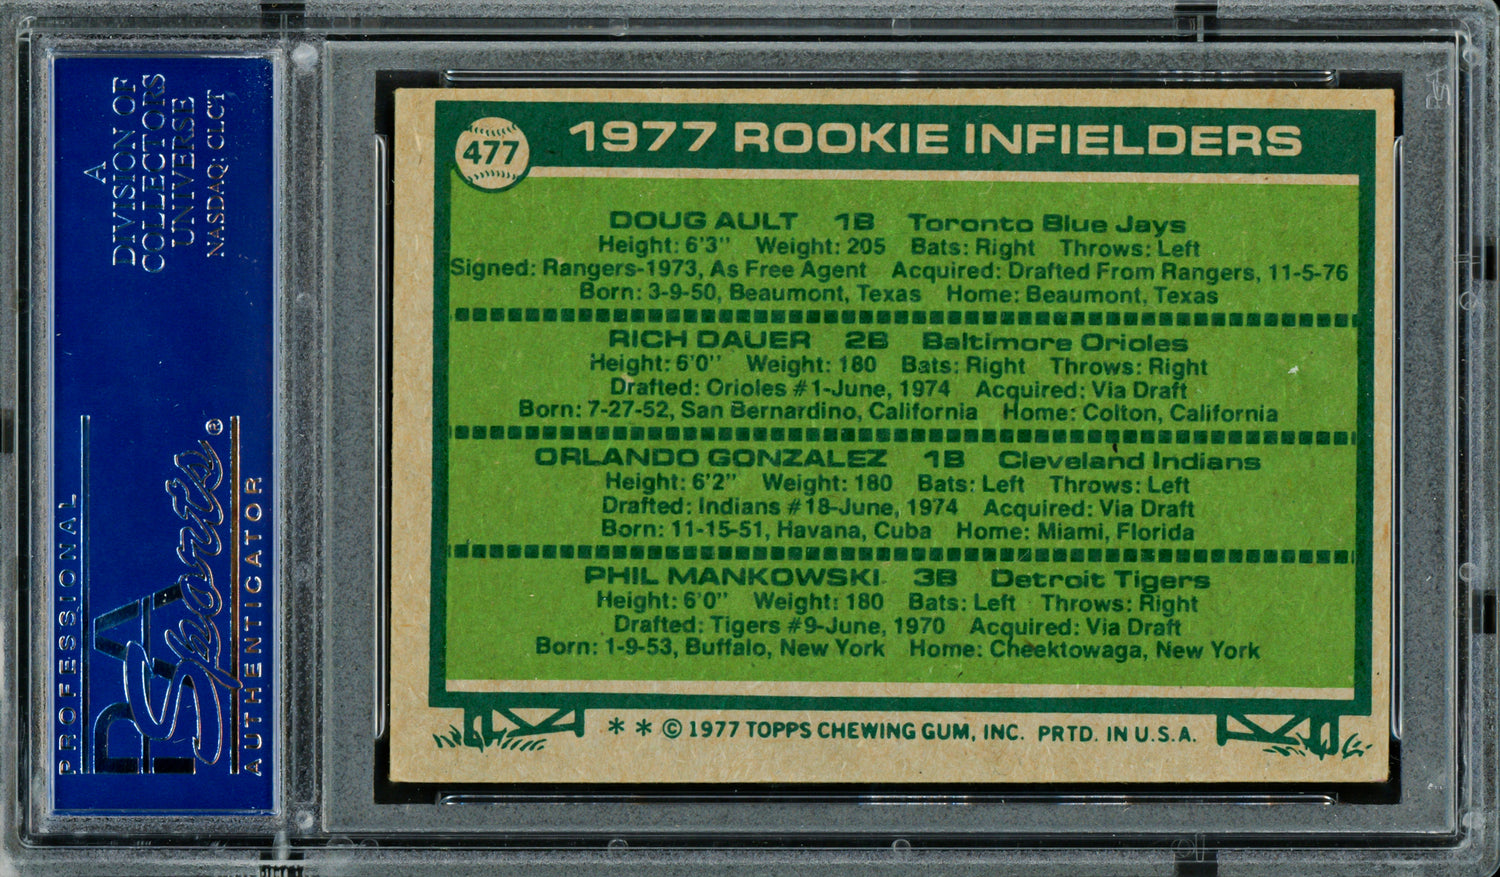 A
DIVISION OF
COLLECTORS
UNIVERSE
NASDAQ: CLCT
PROFESSIONAL
PSA
Sports®
AUTHENTICATOR
477
1977 ROOKIE INFIELDERS
DOUG AULT 1B Toronto Blue Jays
Height: 6'3" Weight: 205 Bats: Right Throws: Left
Signed: Rangers-1973, As Free Agent Acquired: Drafted From Rangers, 11-5-76
Born: 3-9-50, Beaumont, Texas Home: Beaumont, Texas
RICH DAUER 2B Baltimore Orioles
Height: 6'0" Weight: 180 Bats: Right Throws: Right
Drafted: Orioles #1-June, 1974 Acquired: Via Draft
Born: 7-27-52, San Bernardino, California Home: Colton, California
ORLANDO GONZALEZ 1B Cleveland Indians
Height: 6'2" Weight: 180 Bats: Left Throws: Left
Drafted: Indians #18-June, 1974 Acquired: Via Draft
Born: 11-15-51, Havana, Cuba Home: Miami, Florida
PHIL MANKOWSKI 3B Detroit Tigers
Height: 6'0" Weight: 180 Bats: Left Throws: Right
Drafted: Tigers #9-June, 1970 Acquired: Via Draft
Born: 1-9-53, Buffalo, New York Home: Cheektowaga, New York
* * © 1977 TOPPS CHEWING GUM, INC. PRTD. IN U.S.A.